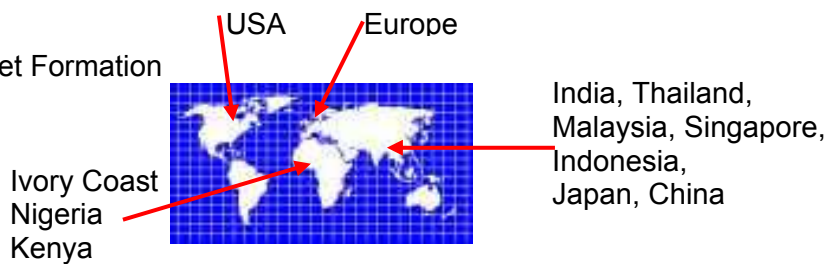 USA
Europe
et Formation
India, Thailand,
Malaysia, Singapore,
Indonesia,
Japan, China
Ivory Coast
Nigeria
Kenya